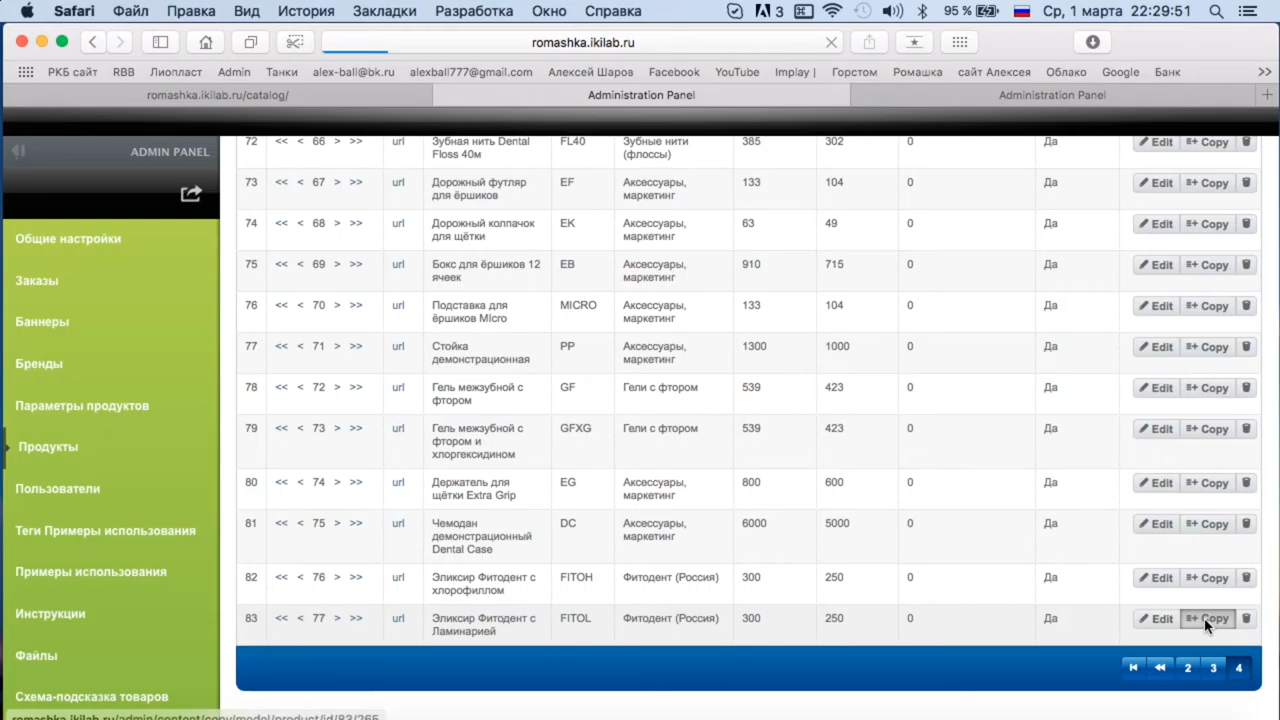 Safari Файл Правка Вид История Закладки Разработка Окно Справка 3 95 % Ср, 1 марта 22:29:51
romashka.ikilab.ru
РКБ сайт RBB Лиопласт Admin Танки alex-ball@bk.ru alexball777@gmail.com Алексей Шаров Facebook YouTube Implay | Горстом Ромашка сайт Алексея Облако Google Банк >>
romashka.ikilab.ru/catalog/ Administration Panel Administration Panel +
ADMIN PANEL
Общие настройки
Заказы
Баннеры
Бренды
Параметры продуктов
Продукты
Пользователи
Теги Примеры использования
Примеры использования
Инструкции
Файлы
Схема-подсказка товаров
72 << < 66 > >> url Зубная нить Dental FL40 Зубные нити 385 302 0 Да Edit Copy
Floss 40м (флоссы)
73 << < 67 > >> url Дорожный футляр EF Аксессуары, 133 104 0 Да Edit Copy
для ёршиков маркетинг
74 << < 68 > >> url Дорожный колпачок EK Аксессуары, 63 49 0 Да Edit Copy
для щётки маркетинг
75 << < 69 > >> url Бокс для ёршиков 12 EB Аксессуары, 910 715 0 Да Edit Copy
ячеек маркетинг
76 << < 70 > >> url Подставка для MICRO Аксессуары, 133 104 0 Да Edit Copy
ёршиков MIcro маркетинг
77 << < 71 > >> url Стойка PP Аксессуары, 1300 1000 0 Да Edit Copy
демонстрационная маркетинг
78 << < 72 > >> url Гель межзубной с GF Гели с фтором 539 423 0 Да Edit Copy
фтором
79 << < 73 > >> url Гель межзубной с GFXG Гели с фтором 539 423 0 Да Edit Copy
фтором и
хлоргексидином
80 << < 74 > >> url Держатель для EG Аксессуары, 800 600 0 Да Edit Copy
щётки Extra Grip маркетинг
81 << < 75 > >> url Чемодан DC Аксессуары, 6000 5000 0 Да Edit Copy
демонстрационный маркетинг
Dental Case
82 << < 76 > >> url Эликсир Фитодент с FITOH Фитодент (Россия) 300 250 0 Да Edit Copy
хлорофиллом
83 << < 77 > >> url Эликсир Фитодент с FITOL Фитодент (Россия) 300 250 0 Да Edit Copy
Ламинарией
2 3 4
romashka.ikilab.ru/admin/content/copy/model/product/id/83/265